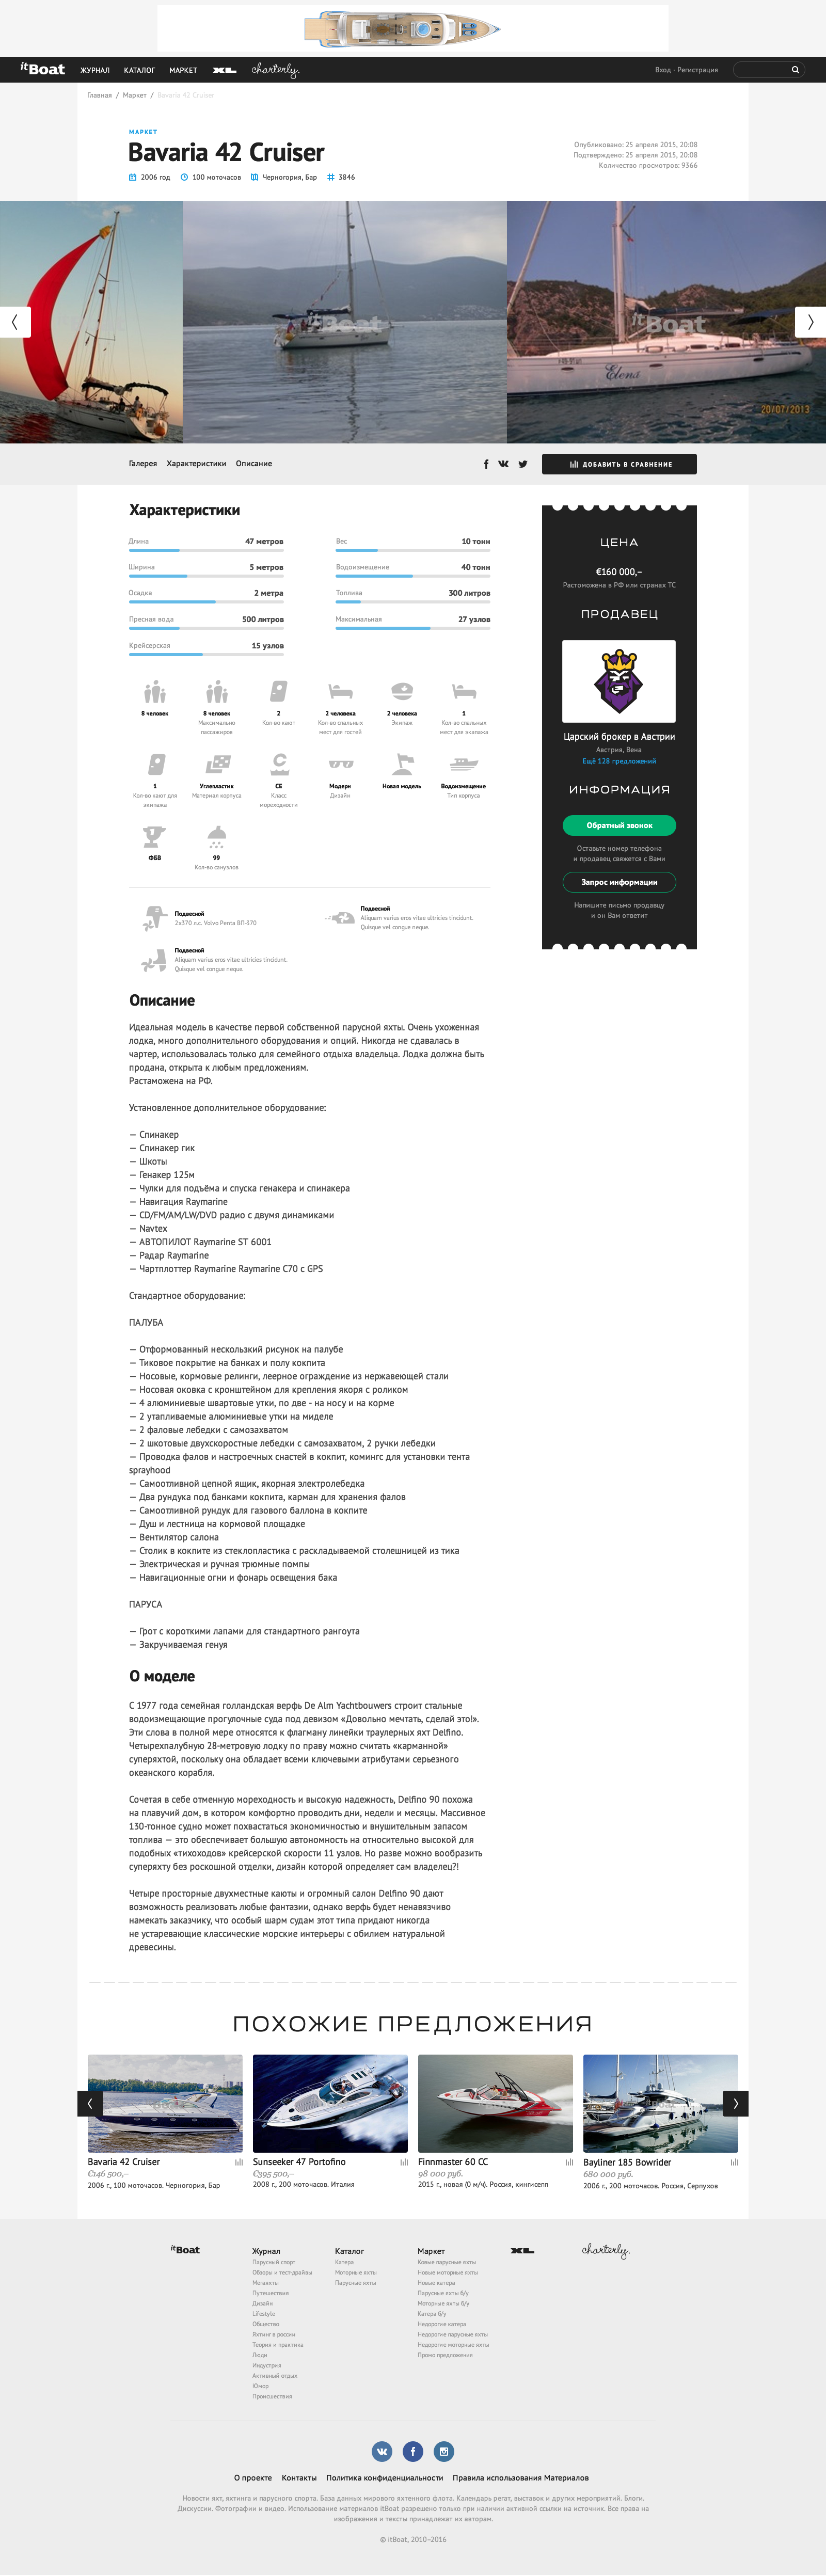 itBoat
ЖУРНАЛ
КАТАЛОГ
МАРКЕТ
XL
charterly.
Вход · Регистрация
Главная / Маркет / Bavaria 42 Cruiser
МАРКЕТ
Bavaria 42 Cruiser
2006 год
100 моточасов
Черногория, Бар
3846
Опубликовано: 25 апреля 2015, 20:08
Подтверждено: 25 апреля 2015, 20:08
Количество просмотров: 9366
itBoat
itBoat
Elona
20/07/2013
Галерея
Характеристики
Описание
ДОБАВИТЬ В СРАВНЕНИЕ
Характеристики
Длина 47 метров
Вес 10 тонн
Ширина 5 метров
Водоизмещение 40 тонн
Осадка 2 метра
Топлива 300 литров
Пресная вода 500 литров
Максимальная 27 узлов
Крейсерская 15 узлов
8 человек
8 человек
Максимально
пассажиров
2
Кол-во кают
2 человека
Кол-во спальных
мест для гостей
2 человека
Экипаж
1
Кол-во спальных
мест для экипажа
1
Кол-во кают для
экипажа
Углепластик
Материал корпуса
CE
Класс
мореходности
Модерн
Дизайн
Новая модель
Водоизмещение
Тип корпуса
ФБВ
99
Кол-во санузлов
Подвесной
2x370 л.с. Volvo Penta ВП-370
Подвесной
Aliquam varius eros vitae ultricies tincidunt.
Quisque vel congue neque.
Подвесной
Aliquam varius eros vitae ultricies tincidunt.
Quisque vel congue neque.
ЦЕНА
€160 000,–
Растоможена в РФ или странах ТС
ПРОДАВЕЦ
Царский брокер в Австрии
Австрия, Вена
Ещё 128 предложений
ИНФОРМАЦИЯ
Обратный звонок
Оставьте номер телефона
и продавец свяжется с Вами
Запрос информации
Напишите письмо продавцу
и он Вам ответит
Описание
Идеальная модель в качестве первой собственной парусной яхты. Очень ухоженная
лодка, много дополнительного оборудования и опций. Никогда не сдавалась в
чартер, использовалась только для семейного отдыха владельца. Лодка должна быть
продана, открыта к любым предложениям.
Растаможена на РФ.
Установленное дополнительное оборудование:
— Спинакер
— Спинакер гик
— Шкоты
— Генакер 125м
— Чулки для подъёма и спуска генакера и спинакера
— Навигация Raymarine
— CD/FM/AM/LW/DVD радио с двумя динамиками
— Navtex
— АВТОПИЛОТ Raymarine ST 6001
— Радар Raymarine
— Чартплоттер Raymarine Raymarine C70 с GPS
Стандартное оборудование:
ПАЛУБА
— Отформованный нескользкий рисунок на палубе
— Тиковое покрытие на банках и полу кокпита
— Носовые, кормовые релинги, леерное ограждение из нержавеющей стали
— Носовая оковка с кронштейном для крепления якоря с роликом
— 4 алюминиевые швартовые утки, по две - на носу и на корме
— 2 утапливаемые алюминиевые утки на миделе
— 2 фаловые лебедки с самозахватом
— 2 шкотовые двухскоростные лебедки с самозахватом, 2 ручки лебедки
— Проводка фалов и настроечных снастей в кокпит, комингс для установки тента
sprayhood
— Самоотливной цепной ящик, якорная электролебедка
— Два рундука под банками кокпита, карман для хранения фалов
— Самоотливной рундук для газового баллона в кокпите
— Душ и лестница на кормовой площадке
— Вентилятор салона
— Столик в кокпите из стеклопластика с раскладываемой столешницей из тика
— Электрическая и ручная трюмные помпы
— Навигационные огни и фонарь освещения бака
ПАРУСА
— Грот с короткими лапами для стандартного рангоута
— Закручиваемая генуя
О моделе
С 1977 года семейная голландская верфь De Alm Yachtbouwers строит стальные
водоизмещающие прогулочные суда под девизом «Довольно мечтать, сделай это!».
Эти слова в полной мере относятся к флагману линейки траулерных яхт Delfino.
Четырехпалубную 28-метровую лодку по праву можно считать «карманной»
суперяхтой, поскольку она обладает всеми ключевыми атрибутами серьезного
океанского корабля.
Сочетая в себе отменную мореходность и высокую надежность, Delfino 90 похожа
на плавучий дом, в котором комфортно проводить дни, недели и месяцы. Массивное
130-тонное судно может похвастаться экономичностью и внушительным запасом
топлива — это обеспечивает большую автономность на относительно высокой для
подобных «тихоходов» крейсерской скорости 11 узлов. Но разве можно вообразить
суперяхту без роскошной отделки, дизайн которой определяет сам владелец?!
Четыре просторные двухместные каюты и огромный салон Delfino 90 дают
возможность реализовать любые фантазии, однако верфь будет ненавязчиво
намекать заказчику, что особый шарм судам этот типа придают никогда
не устаревающие классические морские интерьеры с обилием натуральной
древесины.
ПОХОЖИЕ ПРЕДЛОЖЕНИЯ
Bavaria 42 Cruiser
€146 500,–
2006 г., 100 моточасов. Черногория, Бар
Sunseeker 47 Portofino
€395 500,–
2008 г., 200 моточасов. Италия
Finnmaster 60 CC
98 000 руб.
2015 г., новая (0 м/ч). Россия, кингисепп
Bayliner 185 Bowrider
680 000 руб.
2006 г., 200 моточасов. Россия, Серпухов
itBoat
Журнал
Парусный спорт
Обзоры и тест-драйвы
Мегаяхты
Путешествия
Дизайн
Lifestyle
Общество
Яхтинг в россии
Теория и практика
Люди
Индустрия
Активный отдых
Юмор
Происшествия
Каталог
Катера
Моторные яхты
Парусные яхты
Маркет
Новые парусные яхты
Новые моторные яхты
Новые катера
Парусные яхты б/у
Моторные яхты б/у
Катера б/у
Недорогие катера
Недорогие парусные яхты
Недорогие моторные яхты
Промо предложения
XL
charterly.
О проекте
Контакты
Политика конфиденциальности
Правила использования Материалов
Новости яхт, яхтинга и парусного спорта. База данных мирового яхтенного флота. Календарь регат, выставок и других мероприятий. Блоги.
Дискуссии. Фотографии и видео. Использование материалов itBoat разрешено только при наличии активной ссылки на источник. Все права на
изображения и тексты принадлежат их авторам.
© itBoat, 2010–2016